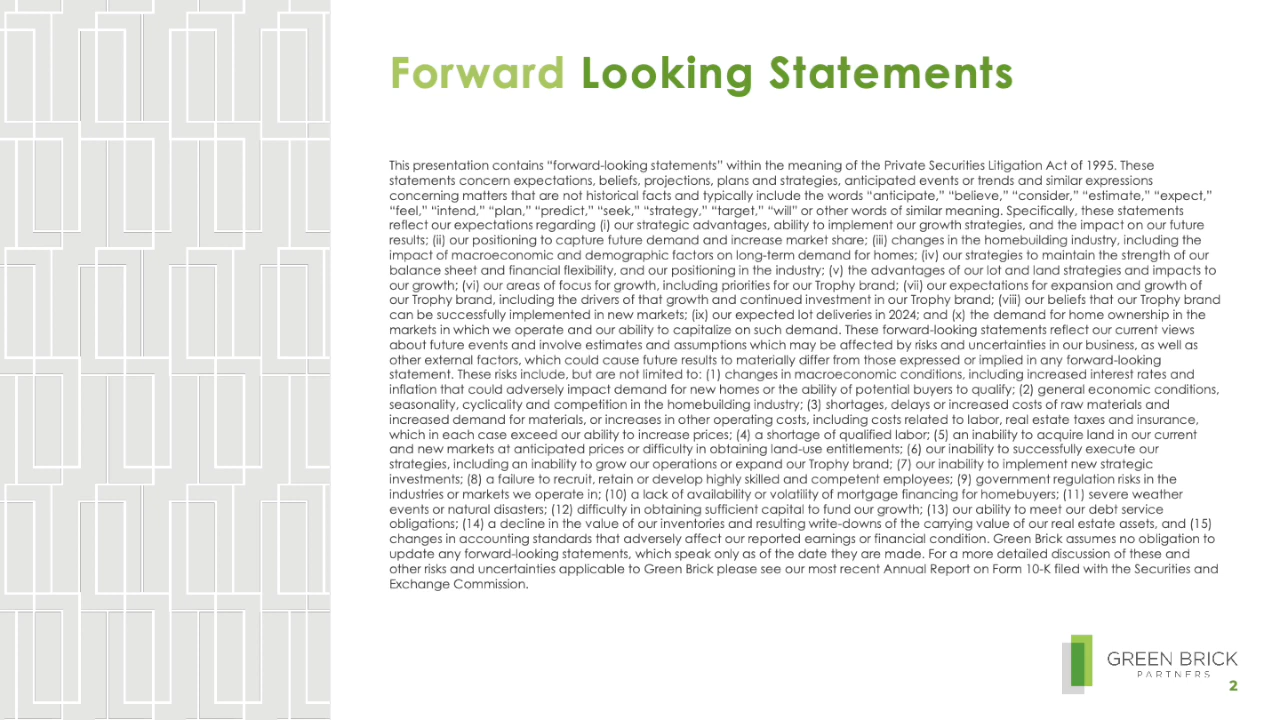 Forward Looking Statements
This presentation contains “forward-looking statements” within the meaning of the Private Securities Litigation Act of 1995. These
statements concern expectations, beliefs, projections, plans and strategies, anticipated events or trends and similar expressions
concerning matters that are not historical facts and typically include the words “anticipate,” “believe,” “consider,” “estimate,” “expect,”
“feel,” “intend,” “plan,” “predict,” “seek,” “strategy,” “target,” “will” or other words of similar meaning. Specifically, these statements
reflect our expectations regarding (i) our strategic advantages, ability to implement our growth strategies, and the impact on our future
results; (ii) our positioning to capture future demand and increase market share; (iii) changes in the homebuilding industry, including the
impact of macroeconomic and demographic factors on long-term demand for homes; (iv) our strategies to maintain the strength of our
balance sheet and financial flexibility, and our positioning in the industry; (v) the advantages of our lot and land strategies and impacts to
our growth; (vi) our areas of focus for growth, including priorities for our Trophy brand; (vii) our expectations for expansion and growth of
our Trophy brand, including the drivers of that growth and continued investment in our Trophy brand; (viii) our beliefs that our Trophy brand
can be successfully implemented in new markets; (ix) our expected lot deliveries in 2024; and (x) the demand for home ownership in the
markets in which we operate and our ability to capitalize on such demand. These forward-looking statements reflect our current views
about future events and involve estimates and assumptions which may be affected by risks and uncertainties in our business, as well as
other external factors, which could cause future results to materially differ from those expressed or implied in any forward-looking
statement. These risks include, but are not limited to: (1) changes in macroeconomic conditions, including increased interest rates and
inflation that could adversely impact demand for new homes or the ability of potential buyers to qualify; (2) general economic conditions,
seasonality, cyclicality and competition in the homebuilding industry; (3) shortages, delays or increased costs of raw materials and
increased demand for materials, or increases in other operating costs, including costs related to labor, real estate taxes and insurance,
which in each case exceed our ability to increase prices; (4) a shortage of qualified labor; (5) an inability to acquire land in our current
and new markets at anticipated prices or difficulty in obtaining land-use entitlements; (6) our inability to successfully execute our
strategies, including an inability to grow our operations or expand our Trophy brand; (7) our inability to implement new strategic
investments; (8) a failure to recruit, retain or develop highly skilled and competent employees; (9) government regulation risks in the
industries or markets we operate in; (10) a lack of availability or volatility of mortgage financing for homebuyers; (11) severe weather
events or natural disasters; (12) difficulty in obtaining sufficient capital to fund our growth; (13) our ability to meet our debt service
obligations; (14) a decline in the value of our inventories and resulting write-downs of the carrying value of our real estate assets, and (15)
changes in accounting standards that adversely affect our reported earnings or financial condition. Green Brick assumes no obligation to
update any forward-looking statements, which speak only as of the date they are made. For a more detailed discussion of these and
other risks and uncertainties applicable to Green Brick please see our most recent Annual Report on Form 10-K filed with the Securities and
Exchange Commission.
GREEN BRICK
PARTNERS
2